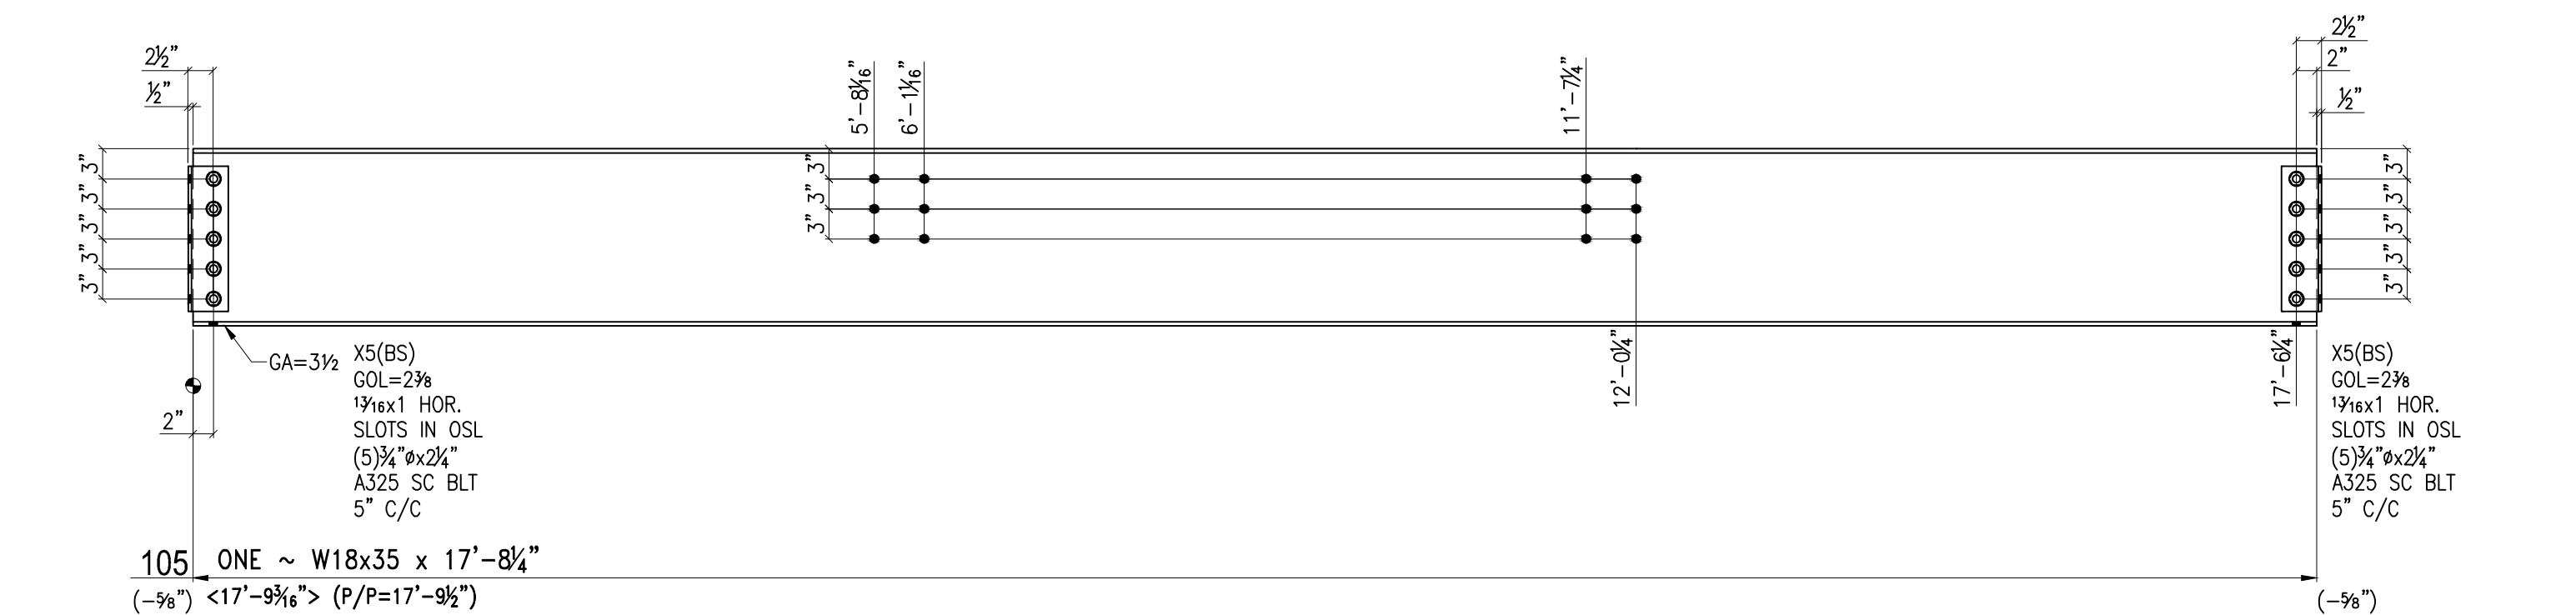 2½" 2½"
½" 2"
½"
5'-8¹⁄₁₆" 6'-1¹⁄₁₆" 11'-7¼"
3" 3" 3"
3" 3" 3"
3" 3" 3"
3" 3"
3" 3"
GA=3½
12'-0¼"
17'-6¼"
X5(BS)
GOL=2⅜
¹³⁄₁₆x1 HOR.
SLOTS IN OSL
(5)¾"øx2¼"
A325 SC BLT
5" C/C
X5(BS)
GOL=2⅜
¹³⁄₁₆x1 HOR.
SLOTS IN OSL
(5)¾"øx2¼"
A325 SC BLT
5" C/C
2"
105 ONE ~ W18x35 x 17'-8¼"
(-⅝") <17'-9³⁄₁₆"> (P/P=17'-9½") (-⅝")